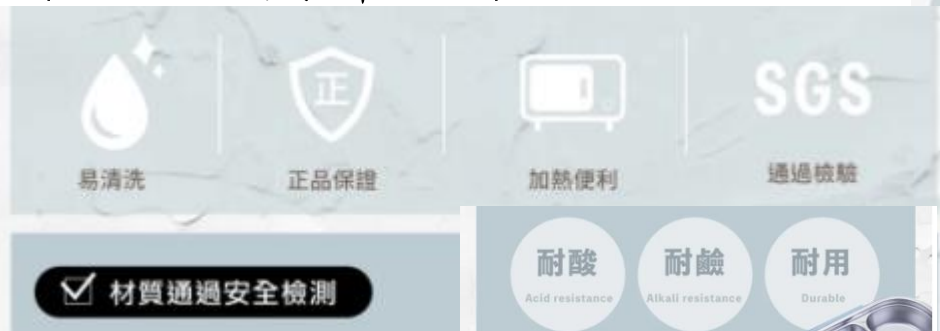 正
SGS
易清洗
正品保證
加熱便利
通過檢驗
材質通過安全檢測
耐酸
Acid resistance
耐鹼
Alkali resistance
耐用
Durable